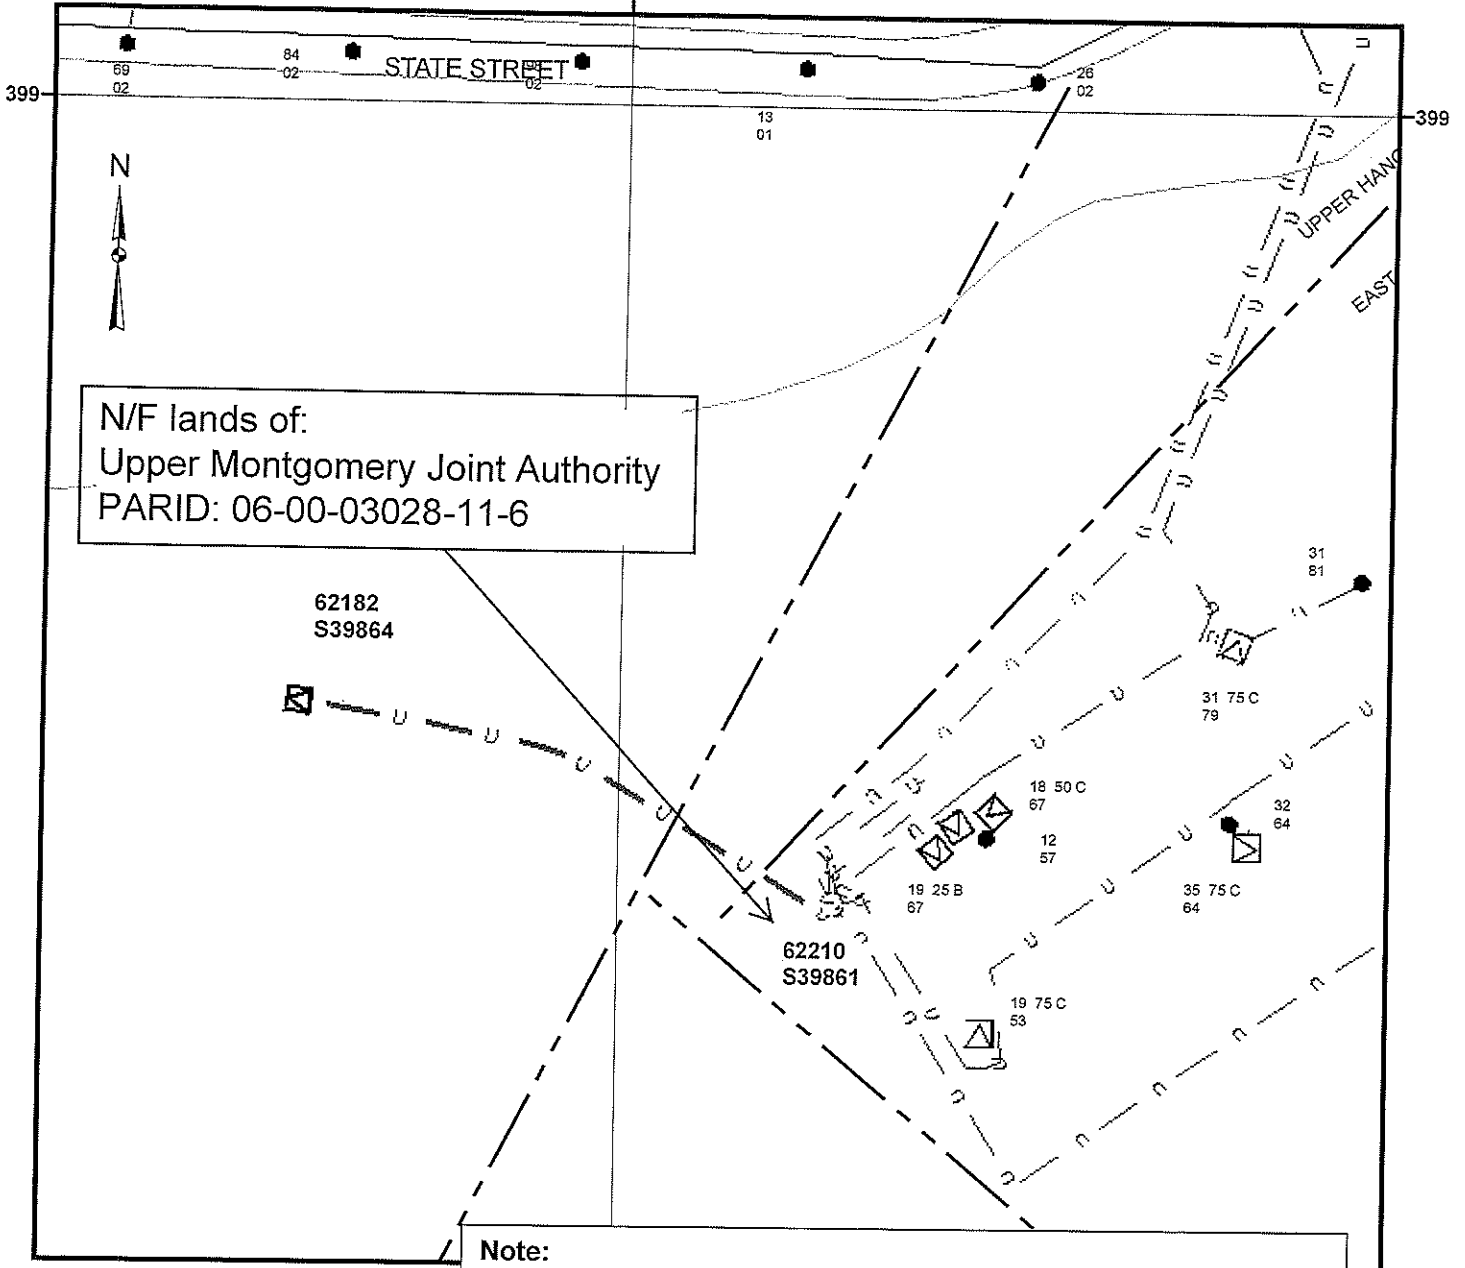 STATE STREET
69
02
84
02
02
13
01
26
02
399
399
N
UPPER HANO
EAST
N/F lands of:
Upper Montgomery Joint Authority
PARID: 06-00-03028-11-6
62182
S39864
31
81
31 75 C
79
18 50 C
67
12
57
32
64
19 25 B
67
35 75 C
64
62210
S39861
19 75 C
53
Note: